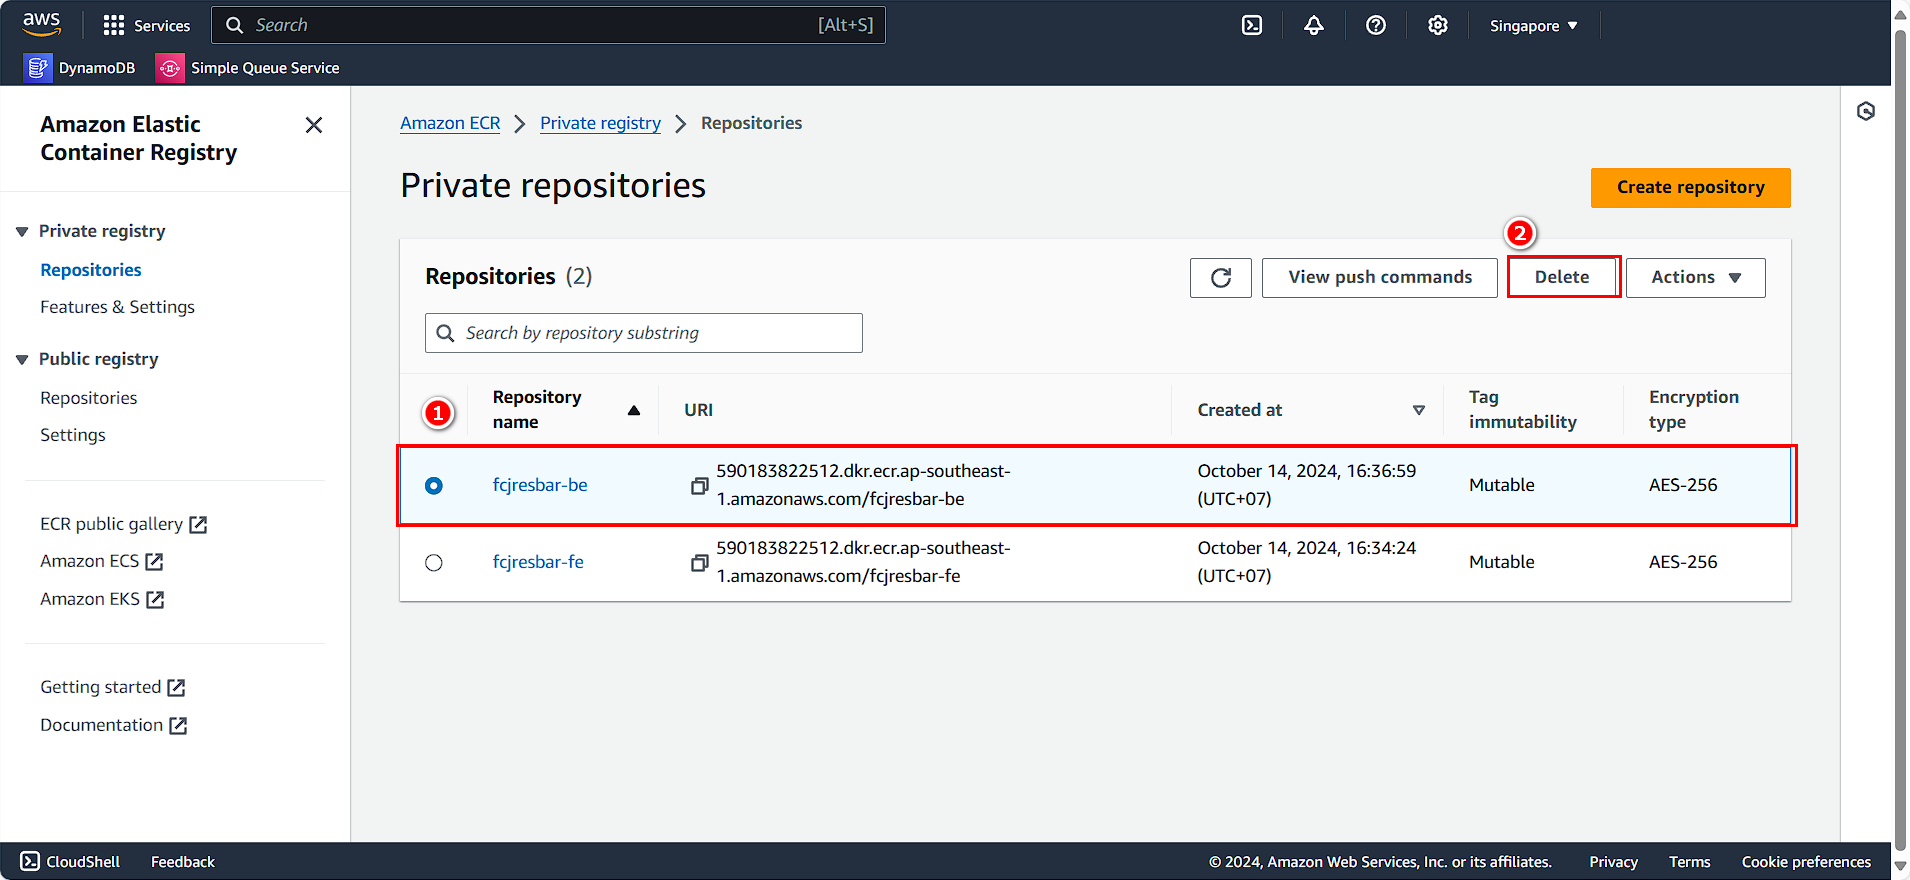 aws
Services
Search
[Alt+S]
Singapore
DynamoDB
Simple Queue Service
Amazon Elastic
Container Registry
Private registry
Repositories
Features & Settings
Public registry
Repositories
Settings
ECR public gallery
Amazon ECS
Amazon EKS
Getting started
Documentation
Amazon ECR
Private registry
Repositories
Private repositories
Create repository
2
Repositories (2)
View push commands
Delete
Actions
Search by repository substring
1
Repository
name
URI
Created at
Tag
immutability
Encryption
type
fcjresbar-be
590183822512.dkr.ecr.ap-southeast-
1.amazonaws.com/fcjresbar-be
October 14, 2024, 16:36:59
(UTC+07)
Mutable
AES-256
fcjresbar-fe
590183822512.dkr.ecr.ap-southeast-
1.amazonaws.com/fcjresbar-fe
October 14, 2024, 16:34:24
(UTC+07)
Mutable
AES-256
CloudShell
Feedback
© 2024, Amazon Web Services, Inc. or its affiliates.
Privacy
Terms
Cookie preferences